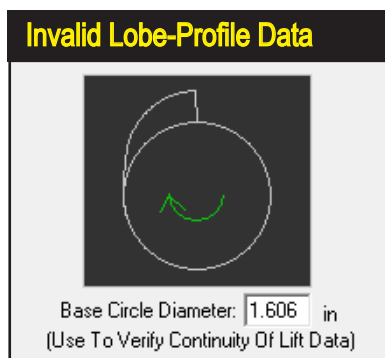 Invalid Lobe-Profile Data
Base Circle Diameter: 1.606 in
(Use To Verify Continuity Of Lift Data)